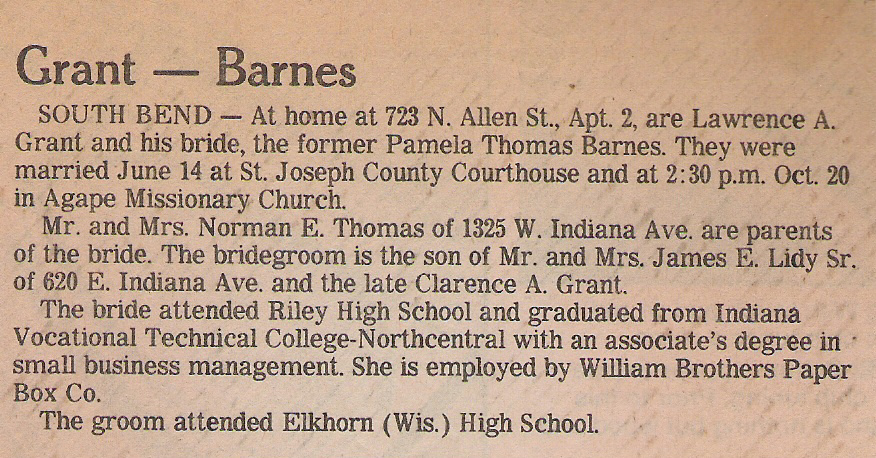 Grant — Barnes
SOUTH BEND — At home at 723 N. Allen St., Apt. 2, are Lawrence A.
Grant and his bride, the former Pamela Thomas Barnes. They were
married June 14 at St. Joseph County Courthouse and at 2:30 p.m. Oct. 20
in Agape Missionary Church.
Mr. and Mrs. Norman E. Thomas of 1325 W. Indiana Ave. are parents
of the bride. The bridegroom is the son of Mr. and Mrs. James E. Lidy Sr.
of 620 E. Indiana Ave. and the late Clarence A. Grant.
The bride attended Riley High School and graduated from Indiana
Vocational Technical College-Northcentral with an associate's degree in
small business management. She is employed by William Brothers Paper
Box Co.
The groom attended Elkhorn (Wis.) High School.